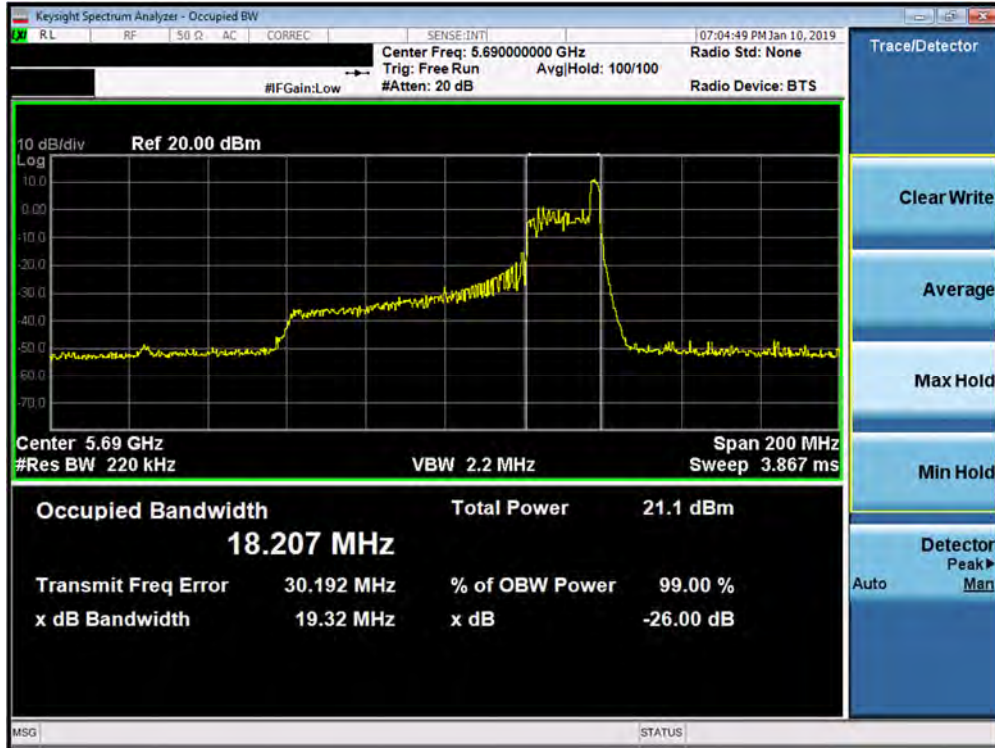 Keysight Spectrum Analyzer - Occupied BW
LXI RL RF 50 Ω AC CORREC SENSE:INT 07:04:49 PM Jan 10, 2019
Center Freq: 5.690000000 GHz Radio Std: None
Trig: Free Run Avg|Hold: 100/100
#IFGain:Low #Atten: 20 dB Radio Device: BTS
10 dB/div Ref 20.00 dBm
Log
10.0
0.00
-10.0
-20.0
-30.0
-40.0
-50.0
-60.0
-70.0
Center 5.69 GHz Span 200 MHz
#Res BW 220 kHz VBW 2.2 MHz Sweep 3.867 ms
Occupied Bandwidth Total Power 21.1 dBm
18.207 MHz
Transmit Freq Error 30.192 MHz % of OBW Power 99.00 %
x dB Bandwidth 19.32 MHz x dB -26.00 dB
MSG STATUS
Trace/Detector
Clear Write
Average
Max Hold
Min Hold
Detector
Peak▶
Auto Man